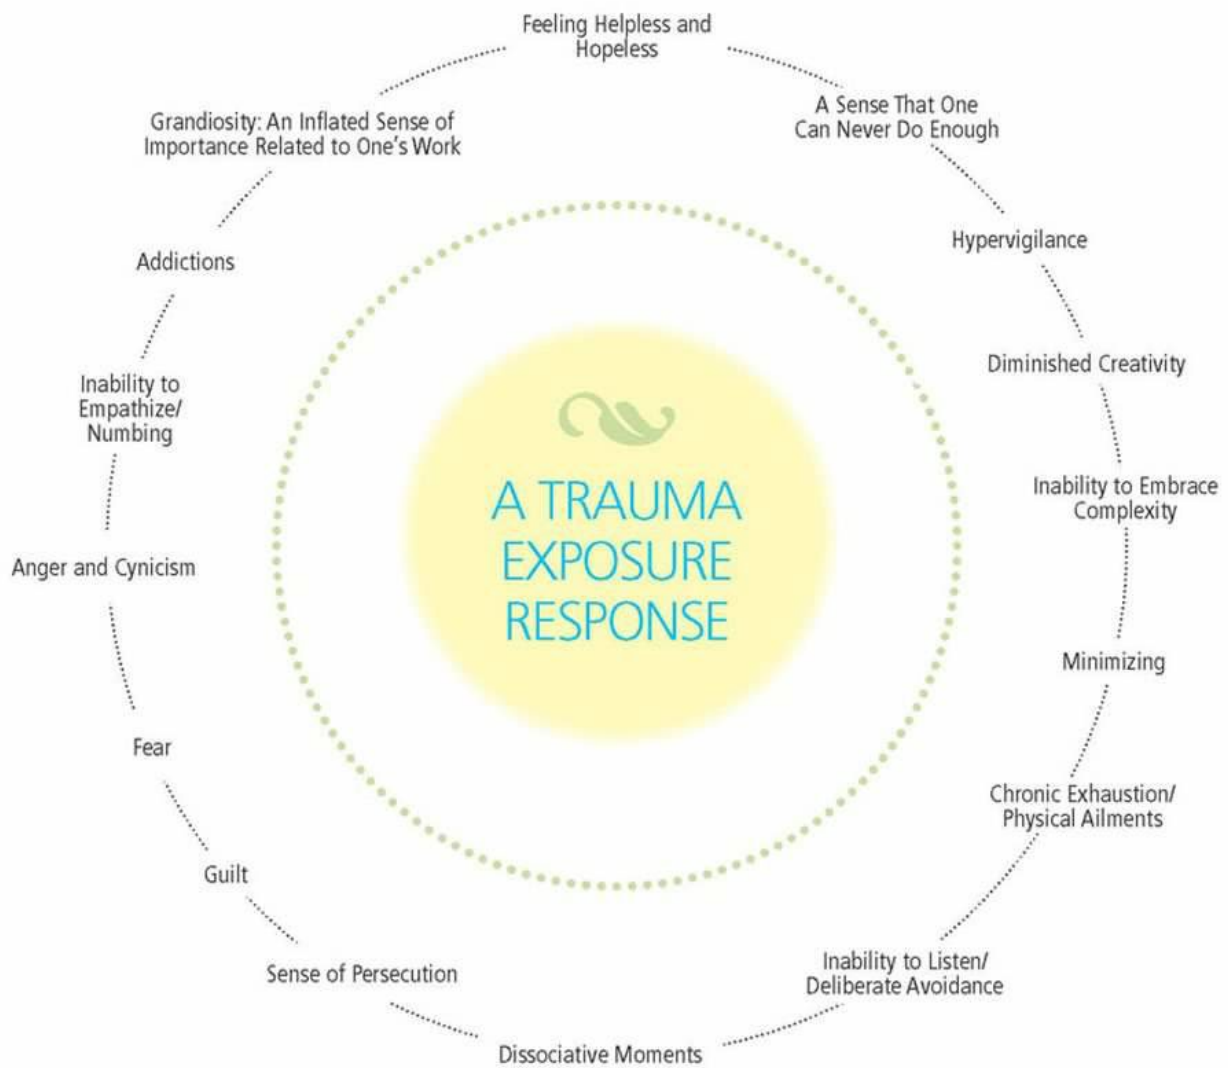 A TRAUMA
EXPOSURE
RESPONSE
Feeling Helpless and
Hopeless
A Sense That One
Can Never Do Enough
Hypervigilance
Diminished Creativity
Inability to Embrace
Complexity
Minimizing
Chronic Exhaustion/
Physical Ailments
Inability to Listen/
Deliberate Avoidance
Dissociative Moments
Sense of Persecution
Guilt
Fear
Anger and Cynicism
Inability to
Empathize/
Numbing
Addictions
Grandiosity: An Inflated Sense of
Importance Related to One's Work